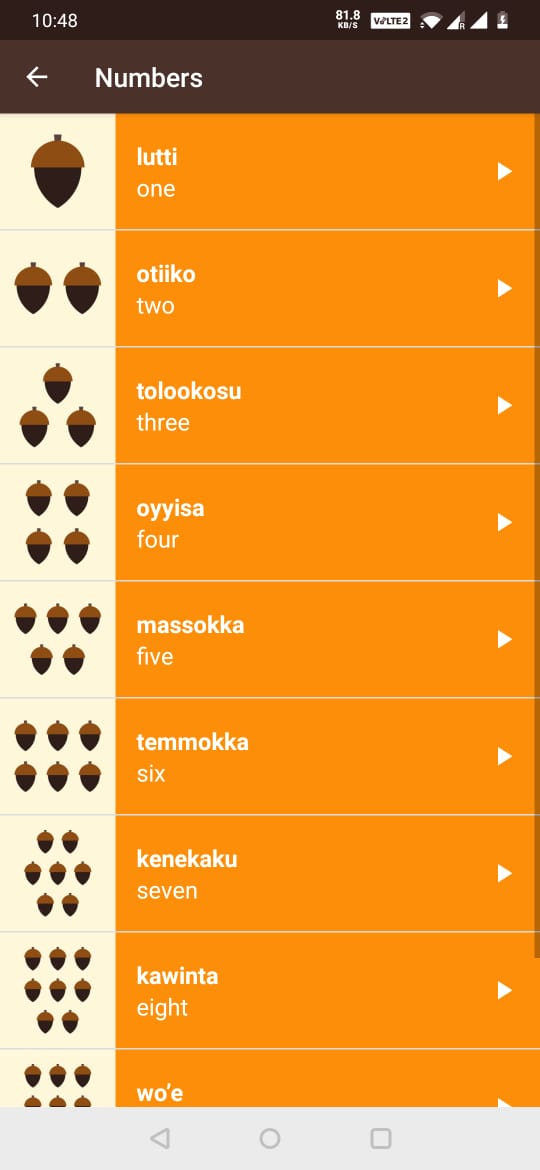 10:48
81.8
KB/S
VoLTE2
R
Numbers
lutti
one
otiiko
two
tolookosu
three
oyyisa
four
massokka
five
temmokka
six
kenekaku
seven
kawinta
eight
wo’e